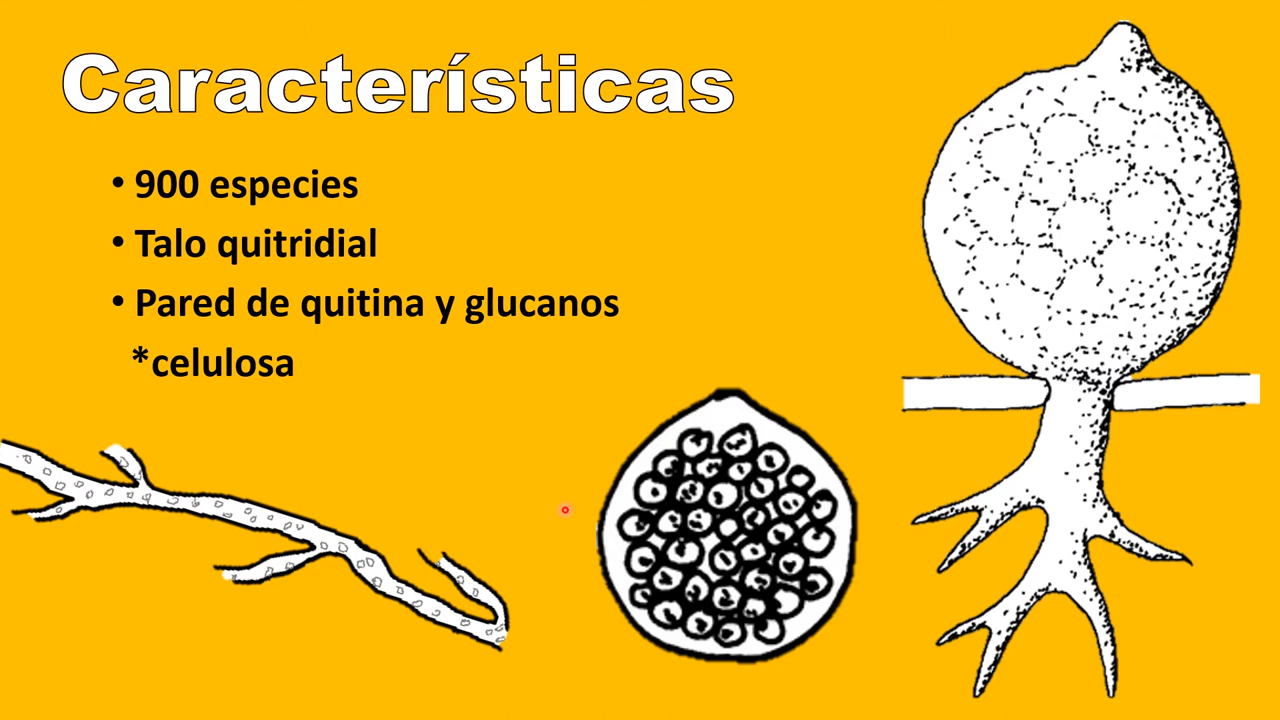 Características
• 900 especies
• Talo quitridial
• Pared de quitina y glucanos
*celulosa